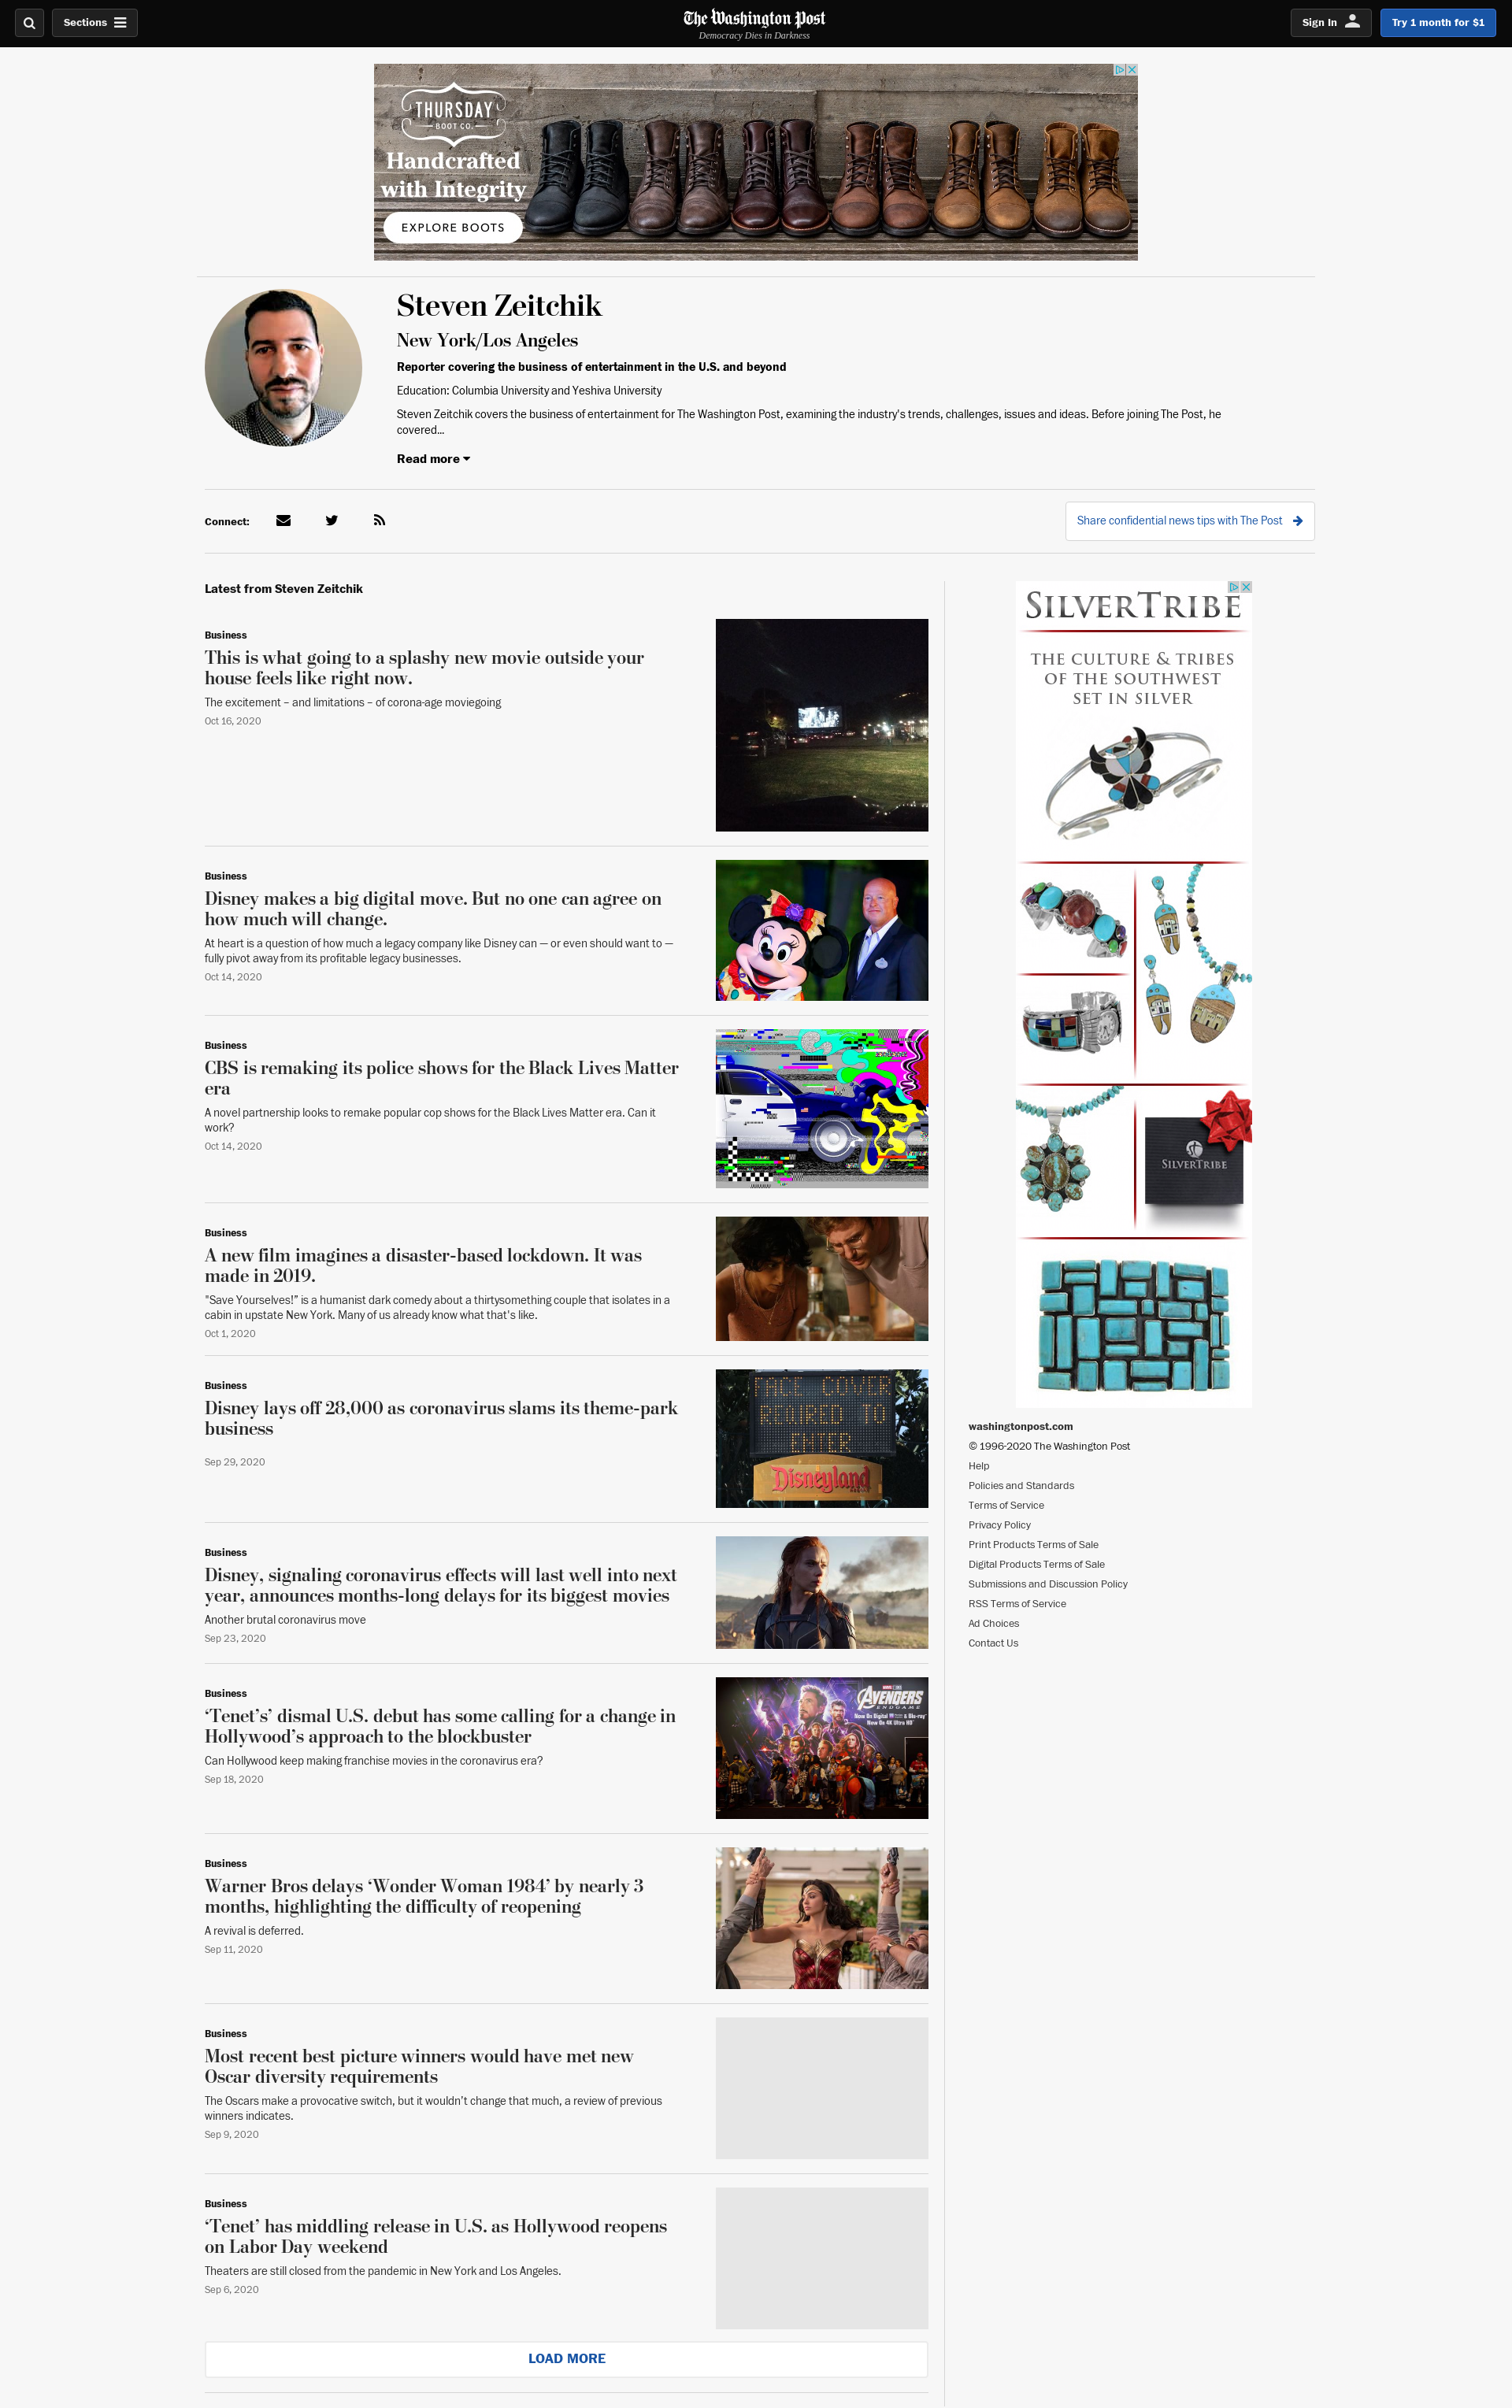 Sections
The Washington Post
Democracy Dies in Darkness
Sign In
Try 1 month for $1
THURSDAY
BOOT CO.
Handcrafted
with Integrity
EXPLORE BOOTS
Steven Zeitchik
New York/Los Angeles
Reporter covering the business of entertainment in the U.S. and beyond
Education: Columbia University and Yeshiva University
Steven Zeitchik covers the business of entertainment for The Washington Post, examining the industry's trends, challenges, issues and ideas. Before joining The Post, he
covered...
Read more
Connect:
Share confidential news tips with The Post
Latest from Steven Zeitchik
Business
This is what going to a splashy new movie outside your
house feels like right now.
The excitement – and limitations – of corona-age moviegoing
Oct 16, 2020
Business
Disney makes a big digital move. But no one can agree on
how much will change.
At heart is a question of how much a legacy company like Disney can — or even should want to —
fully pivot away from its profitable legacy businesses.
Oct 14, 2020
Business
CBS is remaking its police shows for the Black Lives Matter
era
A novel partnership looks to remake popular cop shows for the Black Lives Matter era. Can it
work?
Oct 14, 2020
Business
A new film imagines a disaster-based lockdown. It was
made in 2019.
"Save Yourselves!” is a humanist dark comedy about a thirtysomething couple that isolates in a
cabin in upstate New York. Many of us already know what that's like.
Oct 1, 2020
Business
Disney lays off 28,000 as coronavirus slams its theme-park
business
Sep 29, 2020
FACE COVER
REQUIRED TO
ENTER
Disneyland
Business
Disney, signaling coronavirus effects will last well into next
year, announces months-long delays for its biggest movies
Another brutal coronavirus move
Sep 23, 2020
Business
‘Tenet’s’ dismal U.S. debut has some calling for a change in
Hollywood’s approach to the blockbuster
Can Hollywood keep making franchise movies in the coronavirus era?
Sep 18, 2020
AVENGERS
ENDGAME
Now On Digital & Blu-ray
Now On 4K Ultra HD
Business
Warner Bros delays ‘Wonder Woman 1984’ by nearly 3
months, highlighting the difficulty of reopening
A revival is deferred.
Sep 11, 2020
Business
Most recent best picture winners would have met new
Oscar diversity requirements
The Oscars make a provocative switch, but it wouldn’t change that much, a review of previous
winners indicates.
Sep 9, 2020
Business
‘Tenet’ has middling release in U.S. as Hollywood reopens
on Labor Day weekend
Theaters are still closed from the pandemic in New York and Los Angeles.
Sep 6, 2020
LOAD MORE
SILVERTRIBE
THE CULTURE & TRIBES
OF THE SOUTHWEST
SET IN SILVER
SILVERTRIBE
washingtonpost.com
© 1996-2020 The Washington Post
Help
Policies and Standards
Terms of Service
Privacy Policy
Print Products Terms of Sale
Digital Products Terms of Sale
Submissions and Discussion Policy
RSS Terms of Service
Ad Choices
Contact Us